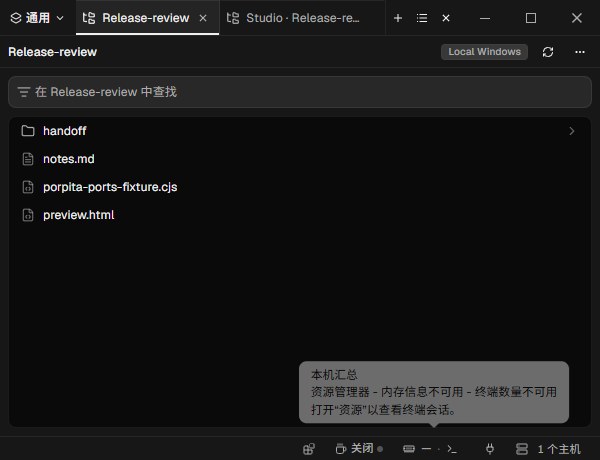 通用
Release-review
Studio · Release-re...
Release-review
Local Windows
在 Release-review 中查找
handoff
notes.md
porpita-ports-fixture.cjs
preview.html
本机汇总
资源管理器 - 内存信息不可用 - 终端数量不可用
打开“资源”以查看终端会话。
关闭
— ·
1 个主机